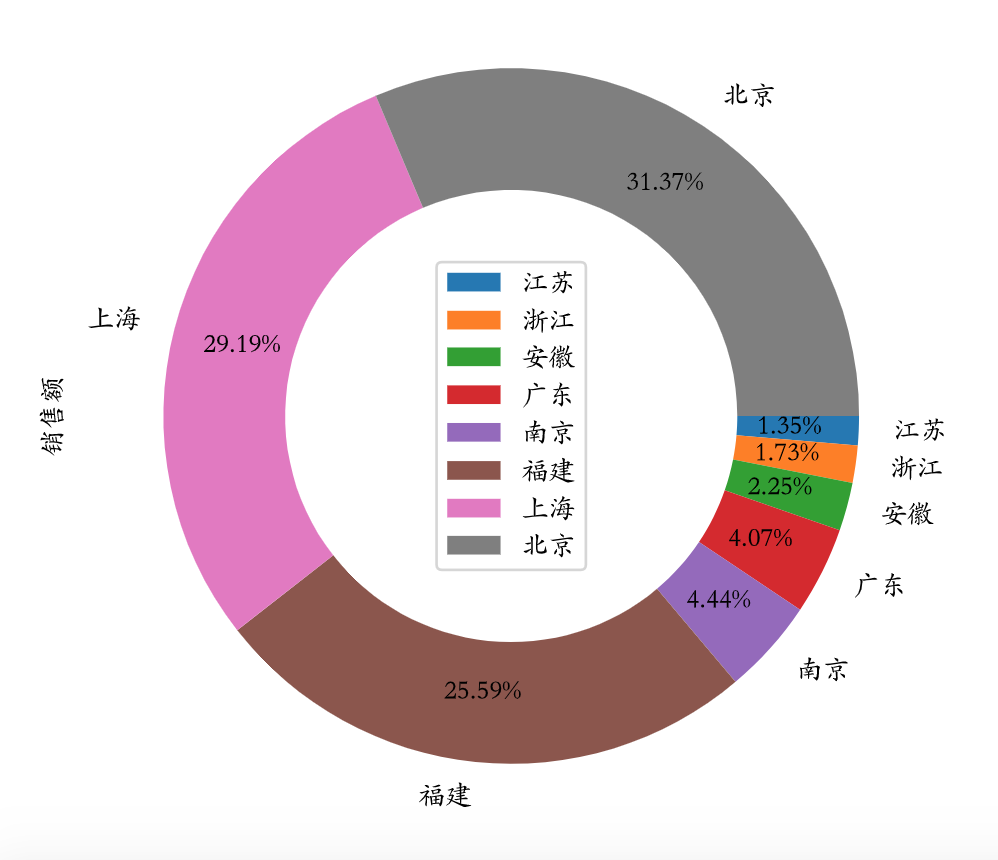 北京
31.37%
上海
29.19%
销售额
江苏
浙江
安徽
广东
南京
福建
上海
北京
1.35%
江苏
1.73%
浙江
2.25%
安徽
4.07%
广东
4.44%
南京
25.59%
福建